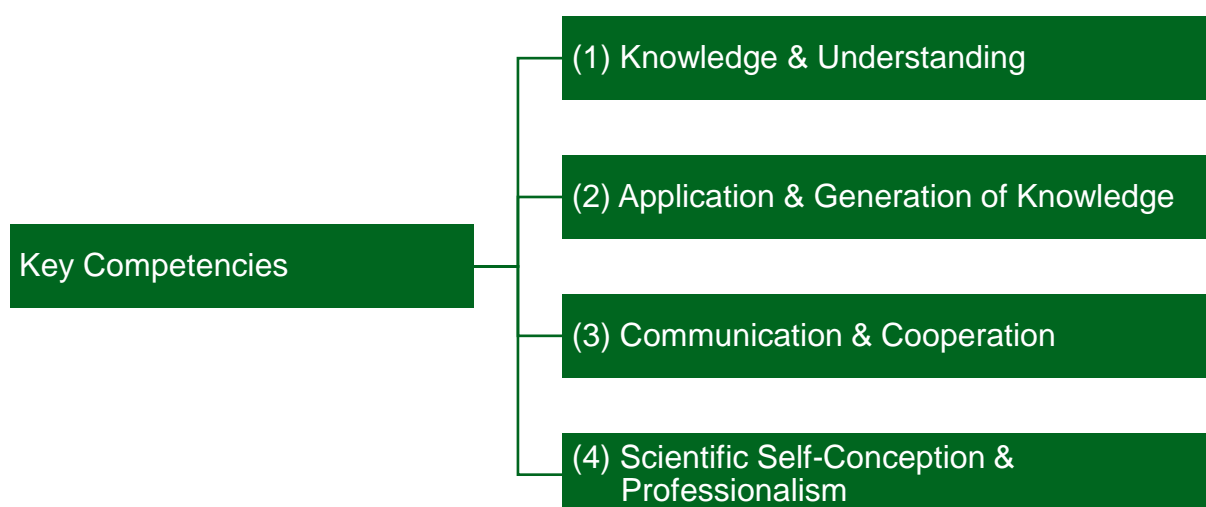 Key Competencies
(1) Knowledge & Understanding
(2) Application & Generation of Knowledge
(3) Communication & Cooperation
(4) Scientific Self-Conception &
Professionalism